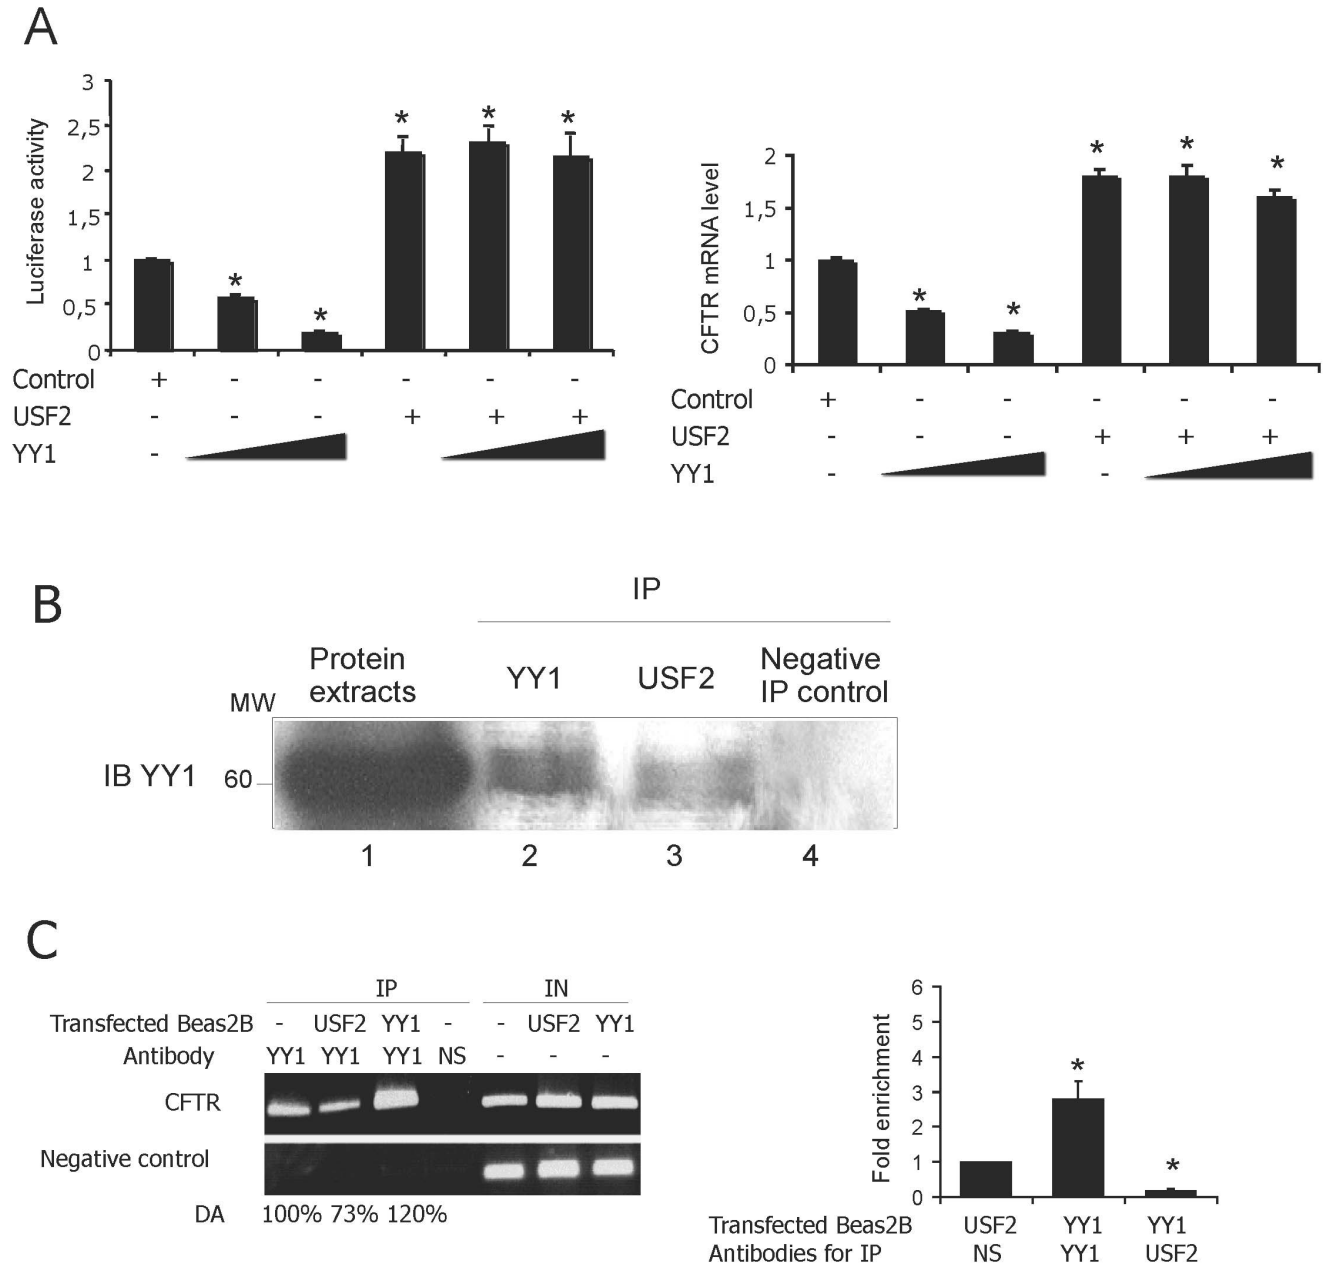 A
Luciferase activity
3
2,5
2
1,5
1
0,5
0
* * * * *
Control + - - - - -
USF2 - - - + + +
YY1 -
CFTR mRNA level
2
1,5
1
0,5
0
* * * * *
Control + - - - - -
USF2 - - - + + +
YY1 - -
B
IP
Protein extracts YY1 USF2 Negative IP control
MW
IB YY1 60
1 2 3 4
C
IP IN
Transfected Beas2B - USF2 YY1 - - USF2 YY1
Antibody YY1 YY1 YY1 NS - - -
CFTR
Negative control
DA 100% 73% 120%
Fold enrichment
6
5
4
3
2
1
0
* *
Transfected Beas2B USF2 YY1 YY1
Antibodies for IP NS YY1 USF2